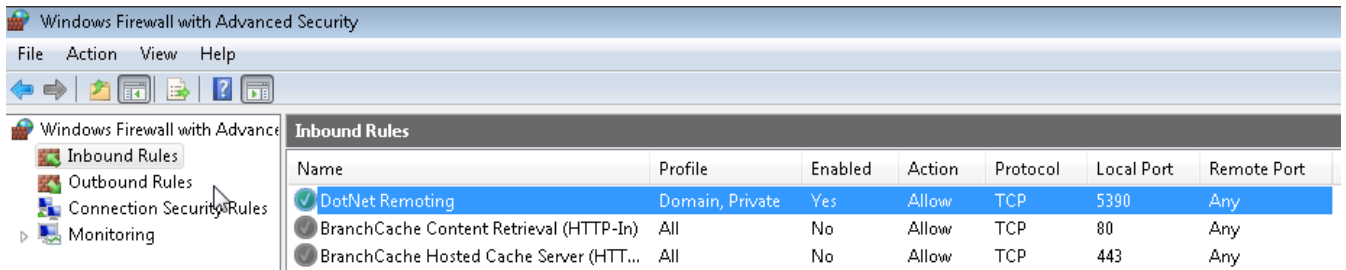 Windows Firewall with Advanced Security
File Action View Help
Windows Firewall with Advance
Inbound Rules
Outbound Rules
Connection Security Rules
Monitoring
Inbound Rules
Name Profile Enabled Action Protocol Local Port Remote Port
DotNet Remoting Domain, Private Yes Allow TCP 5390 Any
BranchCache Content Retrieval (HTTP-In) All No Allow TCP 80 Any
BranchCache Hosted Cache Server (HTT... All No Allow TCP 443 Any